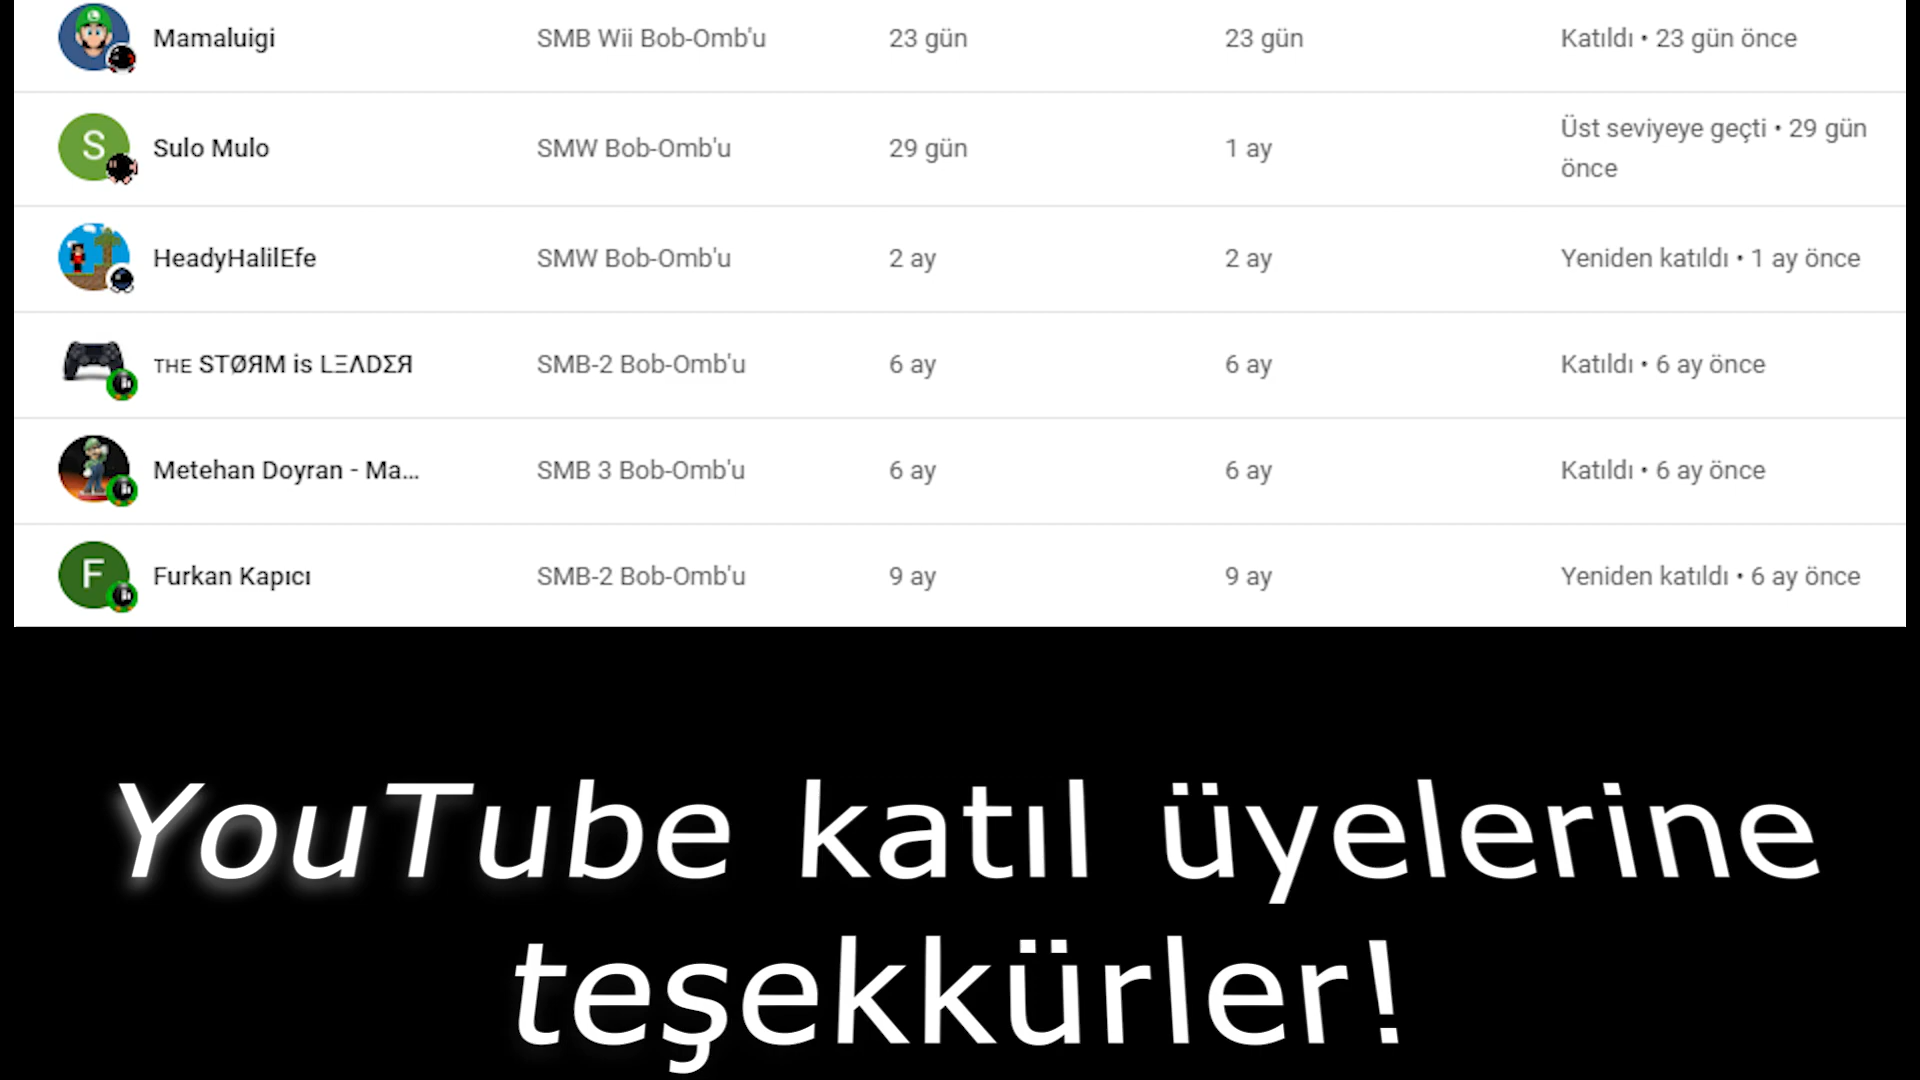 Mamaluigi SMB Wii Bob-Omb'u 23 gün 23 gün Katıldı • 23 gün önce
S Sulo Mulo SMW Bob-Omb'u 29 gün 1 ay Üst seviyeye geçti • 29 gün
önce
HeadyHalilEfe SMW Bob-Omb'u 2 ay 2 ay Yeniden katıldı • 1 ay önce
ᴛʜᴇ STØЯM is LΞΛDΣЯ SMB-2 Bob-Omb'u 6 ay 6 ay Katıldı • 6 ay önce
Metehan Doyran - Ma... SMB 3 Bob-Omb'u 6 ay 6 ay Katıldı • 6 ay önce
F Furkan Kapıcı SMB-2 Bob-Omb'u 9 ay 9 ay Yeniden katıldı • 6 ay önce
YouTube katıl üyelerine
teşekkürler!